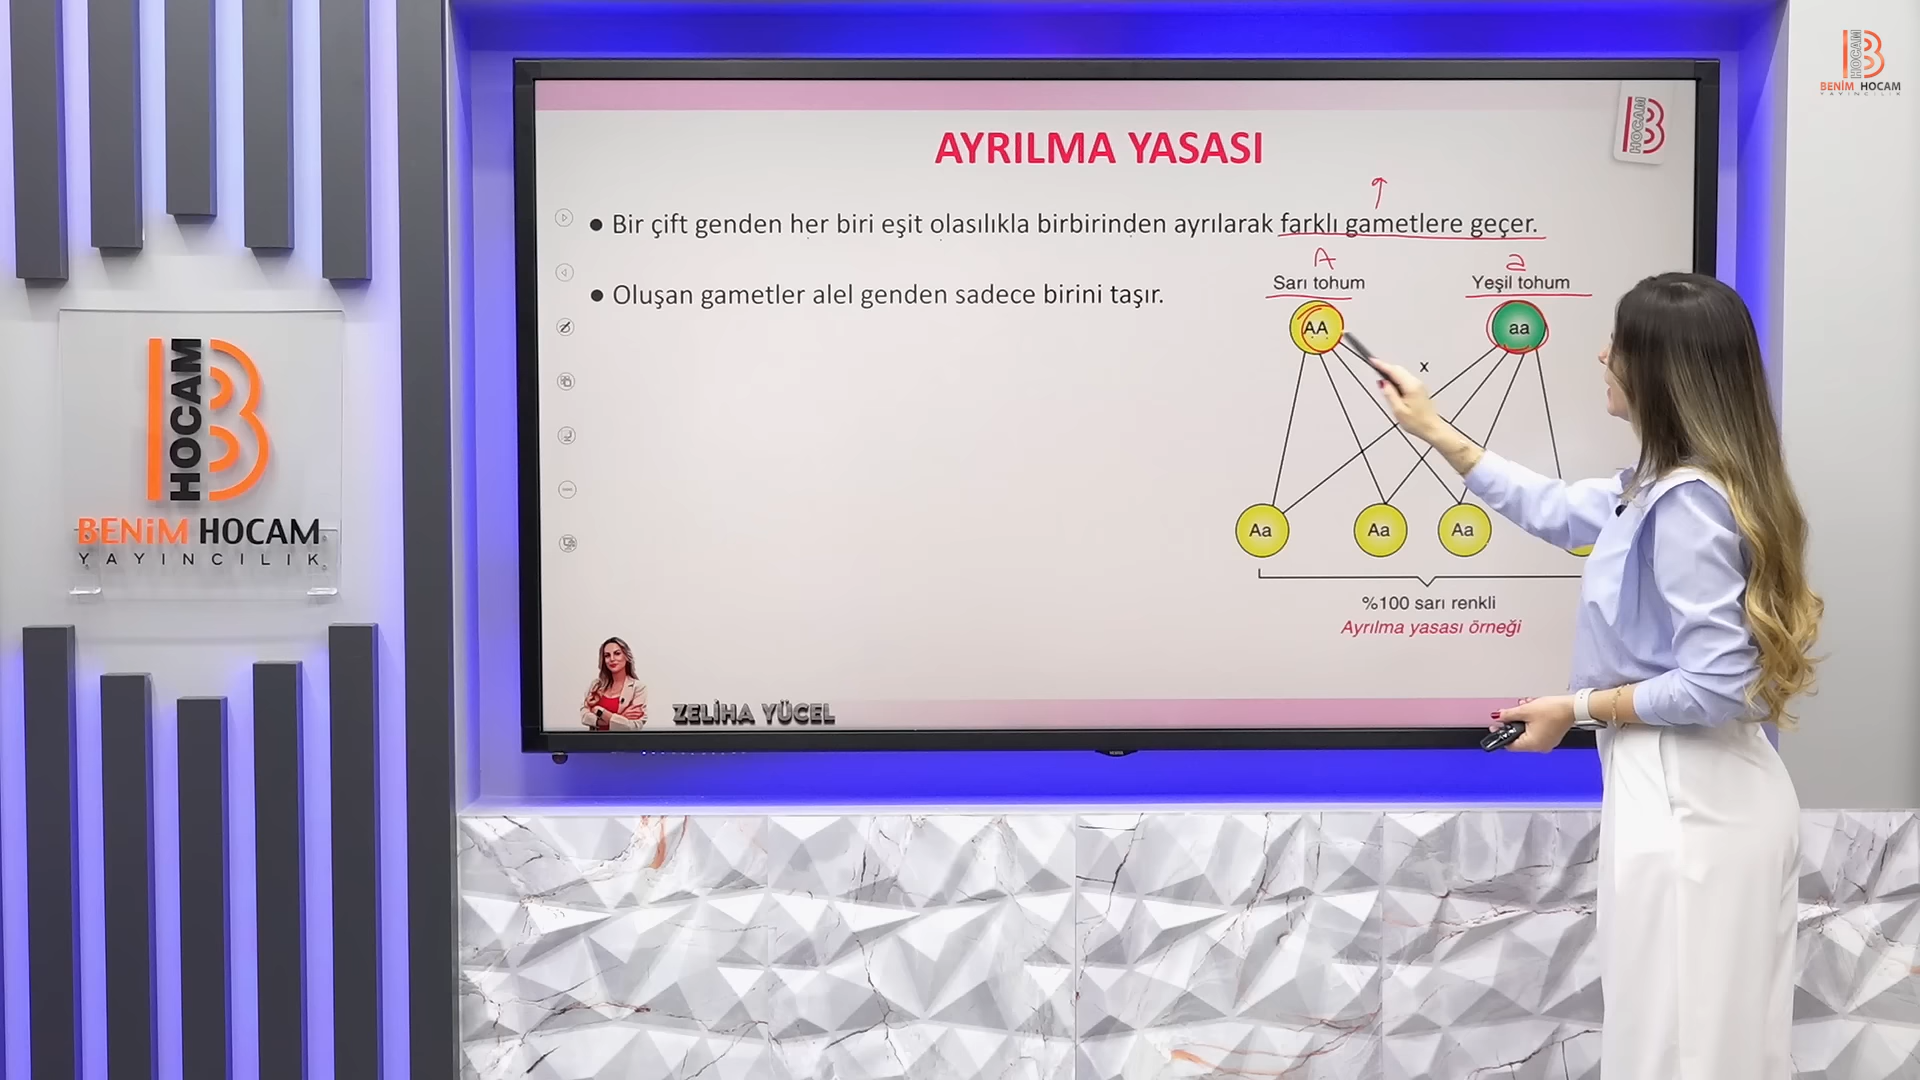 HOCAM
BENİM HOCAM
YAYINCILIK
HOCAM
AYRILMA YASASI
● Bir çift genden her biri eşit olasılıkla birbirinden ayrılarak farklı gametlere geçer.
● Oluşan gametler alel genden sadece birini taşır.
A a
Sarı tohum Yeşil tohum
AA aa
x
Aa Aa Aa
%100 sarı renkli
Ayrılma yasası örneği
ZELİHA YÜCEL
HOCAM
BENİM HOCAM
YAYINCILIK